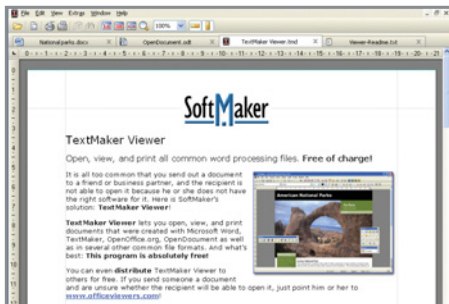 File Edit View Extras Window Help
100%
National parks.docx OpenDocument.odt TextMaker Viewer.tmd Viewer-Readme.txt
SoftMaker
TextMaker Viewer
Open, view, and print all common word processing files. Free of charge!
It is all too common that you send out a document
to a friend or business partner, and the recipient is
not able to open it because he or she does not have
the right software for it. Here is SoftMaker's
solution: TextMaker Viewer!
American National Parks
TextMaker Viewer lets you open, view, and print
documents that were created with Microsoft Word,
TextMaker, OpenOffice.org, OpenDocument as well
as in several other common file formats. And what's
best: This program is absolutely free!
You can even distribute TextMaker Viewer to
others for free. If you send someone a document
and are unsure whether the recipient will be able to open it, just point him or her to
www.officeviewers.com!